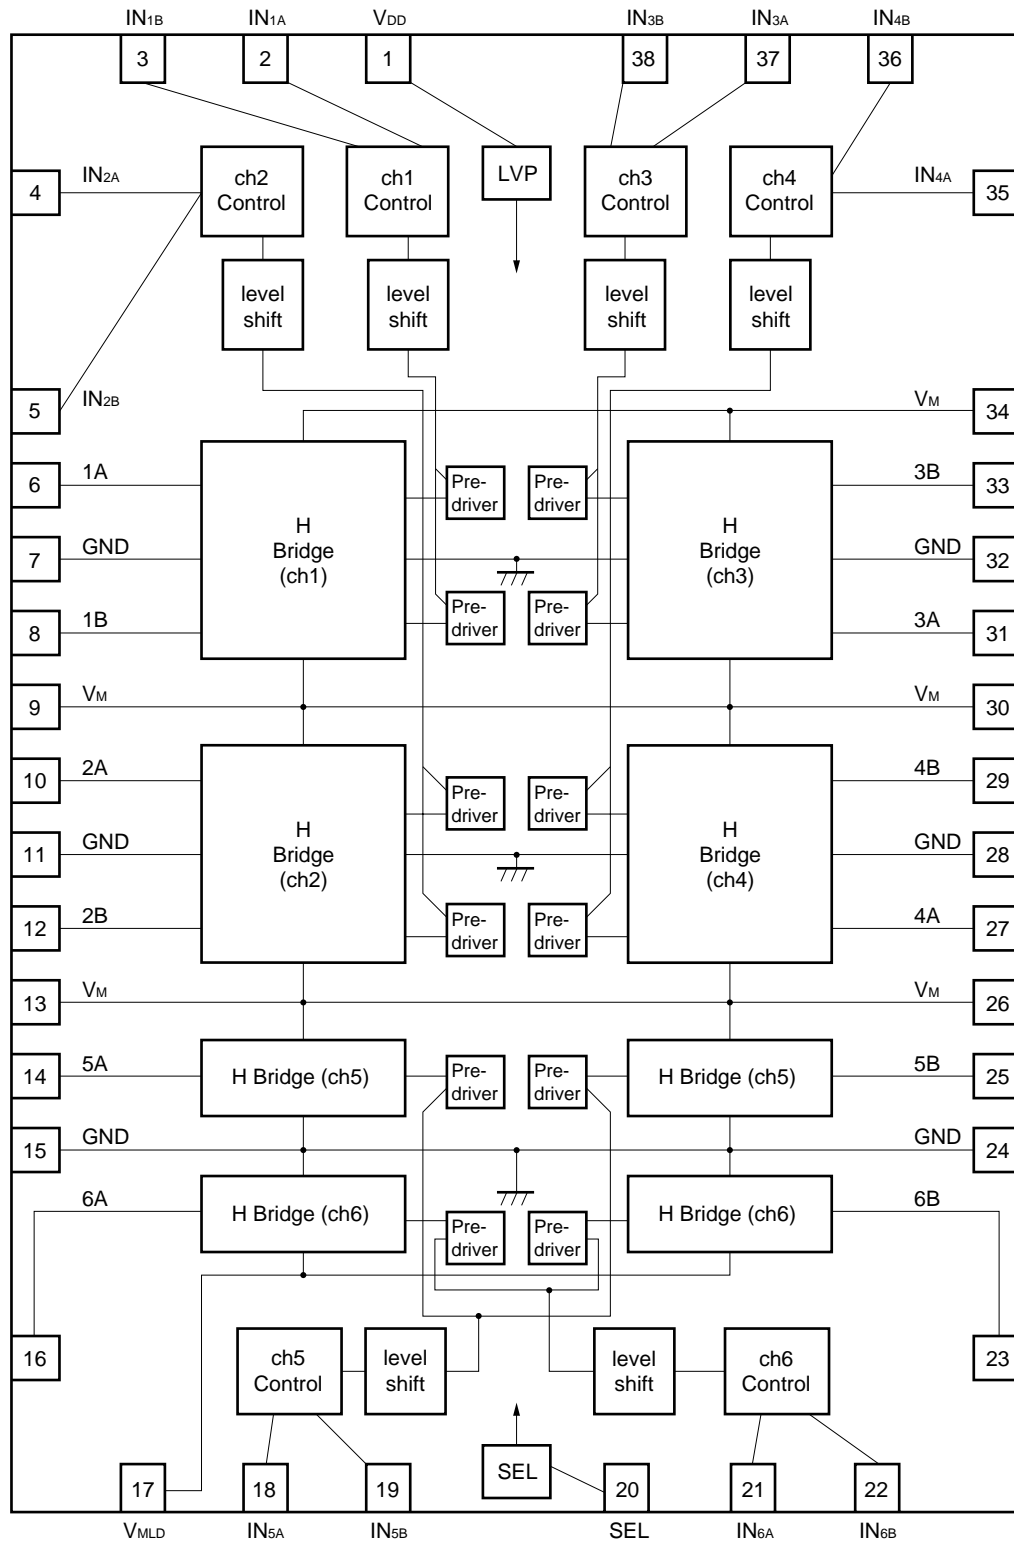 IN1B IN1A VDD IN3B IN3A IN4B
3 2 1 38 37 36
ch2
Control
ch1
Control
LVP
ch3
Control
ch4
Control
4 IN2A
IN4A 35
level
shift
level
shift
level
shift
level
shift
5 IN2B
VM 34
6 1A
Pre-
driver
Pre-
driver
3B 33
H
Bridge
(ch1)
H
Bridge
(ch3)
7 GND
GND 32
Pre-
driver
Pre-
driver
8 1B
3A 31
9 VM
VM 30
10 2A
Pre-
driver
Pre-
driver
4B 29
H
Bridge
(ch2)
H
Bridge
(ch4)
11 GND
GND 28
12 2B
Pre-
driver
Pre-
driver
4A 27
13 VM
VM 26
14 5A
H Bridge (ch5)
Pre-
driver
Pre-
driver
H Bridge (ch5)
5B 25
15 GND
GND 24
6A
H Bridge (ch6)
Pre-
driver
Pre-
driver
H Bridge (ch6)
6B
16
ch5
Control
level
shift
level
shift
ch6
Control
23
17 18 19 SEL 20 21 22
VMLD IN5A IN5B SEL IN6A IN6B